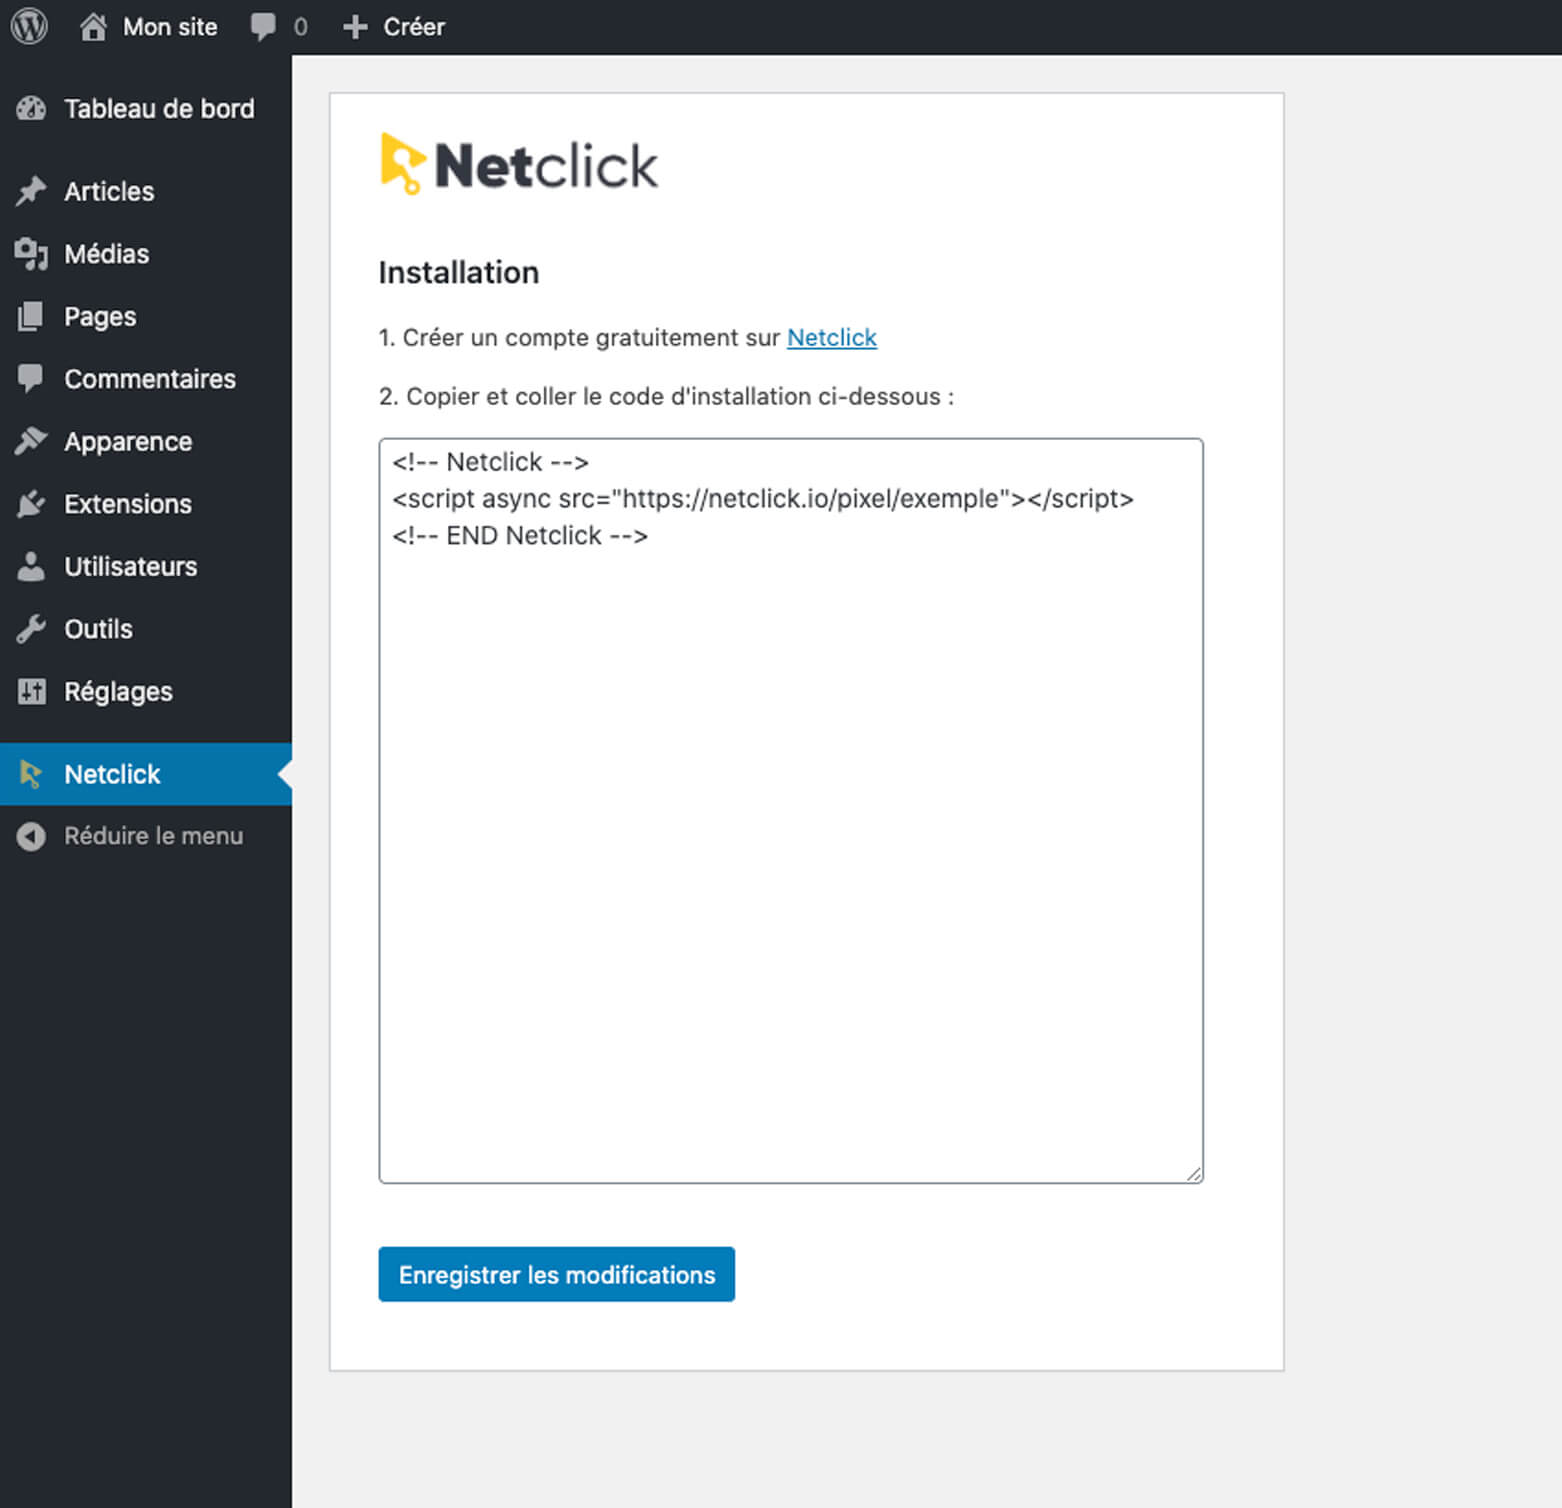 Mon site 0 Créer
Tableau de bord
Articles
Médias
Pages
Commentaires
Apparence
Extensions
Utilisateurs
Outils
Réglages
Netclick
Réduire le menu
Netclick
Installation
1. Créer un compte gratuitement sur Netclick
2. Copier et coller le code d'installation ci-dessous :
<!-- Netclick -->
<script async src="https://netclick.io/pixel/exemple"></script>
<!-- END Netclick -->
Enregistrer les modifications